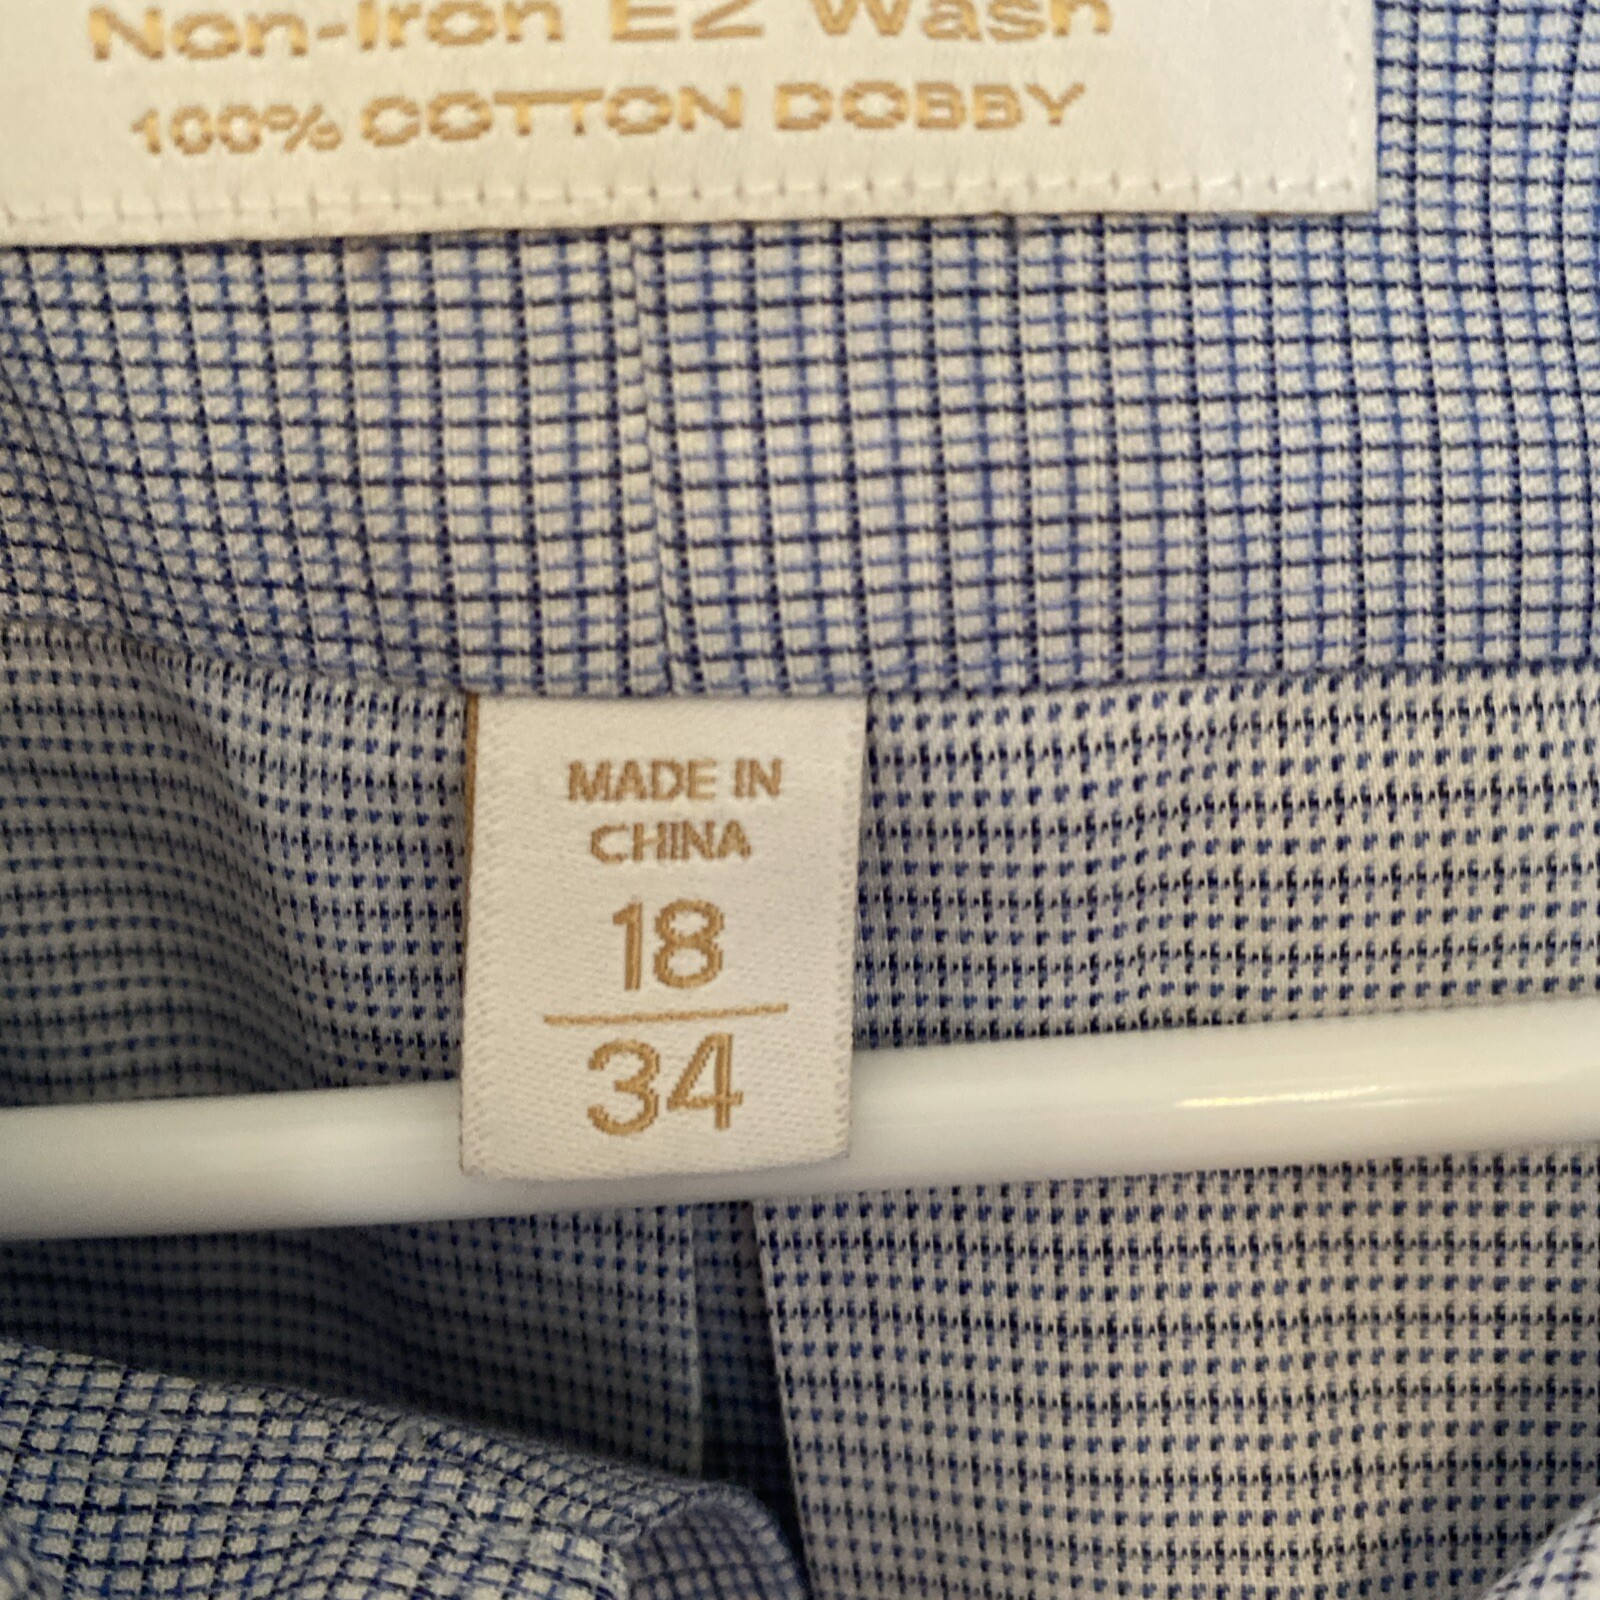 Non-Iron EZ Wash
100% COTTON DOBBY
MADE IN
CHINA
18
34